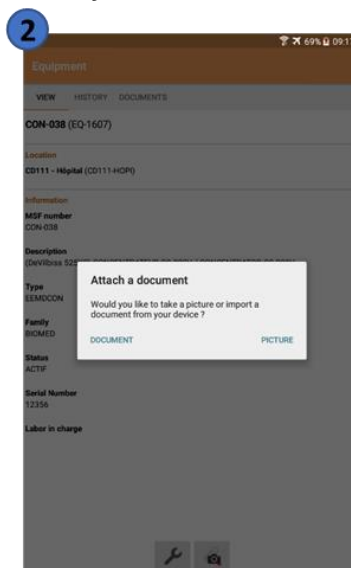 2
69% 09:1
Equipment
VIEW HISTORY DOCUMENTS
CON-038 (EQ-1607)
Location
CD111 - Hôpital (CD111-HOPI)
Information
MSF number
CON-038
Description
(DeVilbiss 525
Attach a document
Would you like to take a picture or import a
document from your device ?
DOCUMENT PICTURE
Type
EEMDCON
Family
BIOMED
Status
ACTIF
Serial Number
12356
Labor in charge